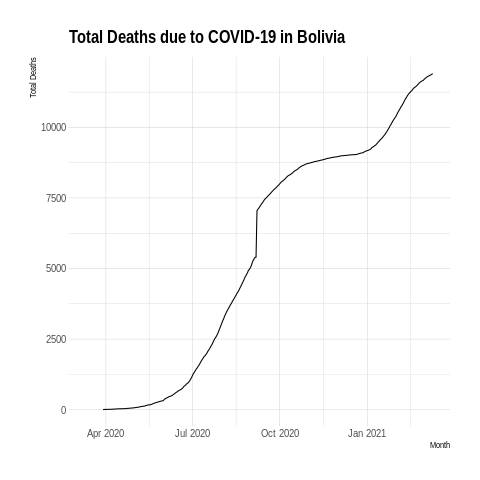 Total Deaths due to COVID-19 in Bolivia
Total Deaths
10000
7500
5000
2500
0
Apr 2020 Jul 2020 Oct 2020 Jan 2021
Month